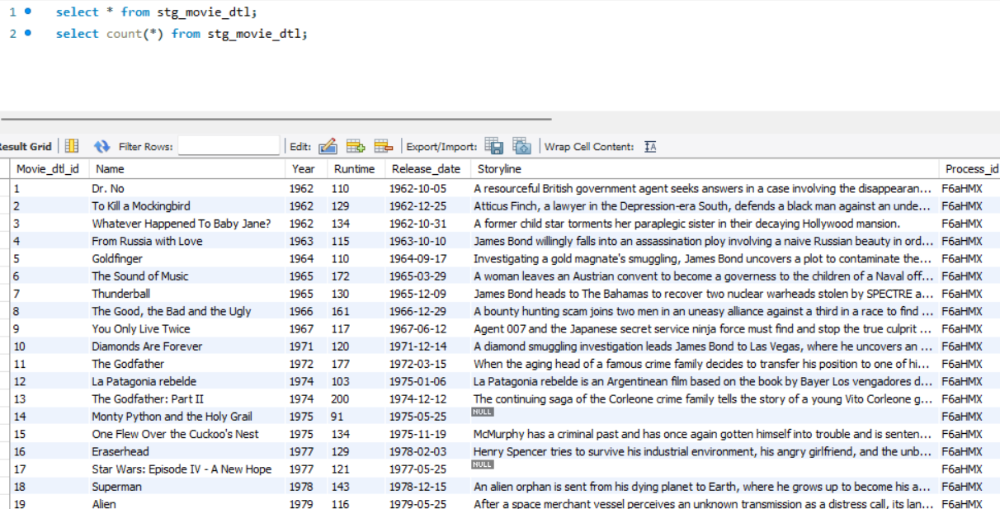 1 select * from stg_movie_dtl;
2 select count(*) from stg_movie_dtl;
Result Grid Filter Rows: Edit: Export/Import: Wrap Cell Content:
Movie_dtl_id Name Year Runtime Release_date Storyline Process_id
1 Dr. No 1962 110 1962-10-05 A resourceful British government agent seeks answers in a case involving the disappearan... F6aHMX
2 To Kill a Mockingbird 1962 129 1962-12-25 Atticus Finch, a lawyer in the Depression-era South, defends a black man against an unde... F6aHMX
3 Whatever Happened To Baby Jane? 1962 134 1962-10-31 A former child star torments her paraplegic sister in their decaying Hollywood mansion. F6aHMX
4 From Russia with Love 1963 115 1963-10-10 James Bond willingly falls into an assassination ploy involving a naive Russian beauty in ord... F6aHMX
5 Goldfinger 1964 110 1964-09-17 Investigating a gold magnate's smuggling, James Bond uncovers a plot to contaminate the... F6aHMX
6 The Sound of Music 1965 172 1965-03-29 A woman leaves an Austrian convent to become a governess to the children of a Naval off... F6aHMX
7 Thunderball 1965 130 1965-12-09 James Bond heads to The Bahamas to recover two nuclear warheads stolen by SPECTRE a... F6aHMX
8 The Good, the Bad and the Ugly 1966 161 1966-12-29 A bounty hunting scam joins two men in an uneasy alliance against a third in a race to find ... F6aHMX
9 You Only Live Twice 1967 117 1967-06-12 Agent 007 and the Japanese secret service ninja force must find and stop the true culprit ... F6aHMX
10 Diamonds Are Forever 1971 120 1971-12-14 A diamond smuggling investigation leads James Bond to Las Vegas, where he uncovers an ... F6aHMX
11 The Godfather 1972 177 1972-03-15 When the aging head of a famous crime family decides to transfer his position to one of hi... F6aHMX
12 La Patagonia rebelde 1974 103 1975-01-06 La Patagonia rebelde is an Argentinean film based on the book by Bayer Los vengadores d... F6aHMX
13 The Godfather: Part II 1974 200 1974-12-12 The continuing saga of the Corleone crime family tells the story of a young Vito Corleone g... F6aHMX
14 Monty Python and the Holy Grail 1975 91 1975-05-25 NULL F6aHMX
15 One Flew Over the Cuckoo's Nest 1975 134 1975-11-19 McMurphy has a criminal past and has once again gotten himself into trouble and is senten... F6aHMX
16 Eraserhead 1977 129 1978-02-03 Henry Spencer tries to survive his industrial environment, his angry girlfriend, and the unb... F6aHMX
17 Star Wars: Episode IV - A New Hope 1977 121 1977-05-25 NULL F6aHMX
18 Superman 1978 143 1978-12-15 An alien orphan is sent from his dying planet to Earth, where he grows up to become his a... F6aHMX
19 Alien 1979 116 1979-05-25 After a space merchant vessel perceives an unknown transmission as a distress call, its lan... F6aHMX